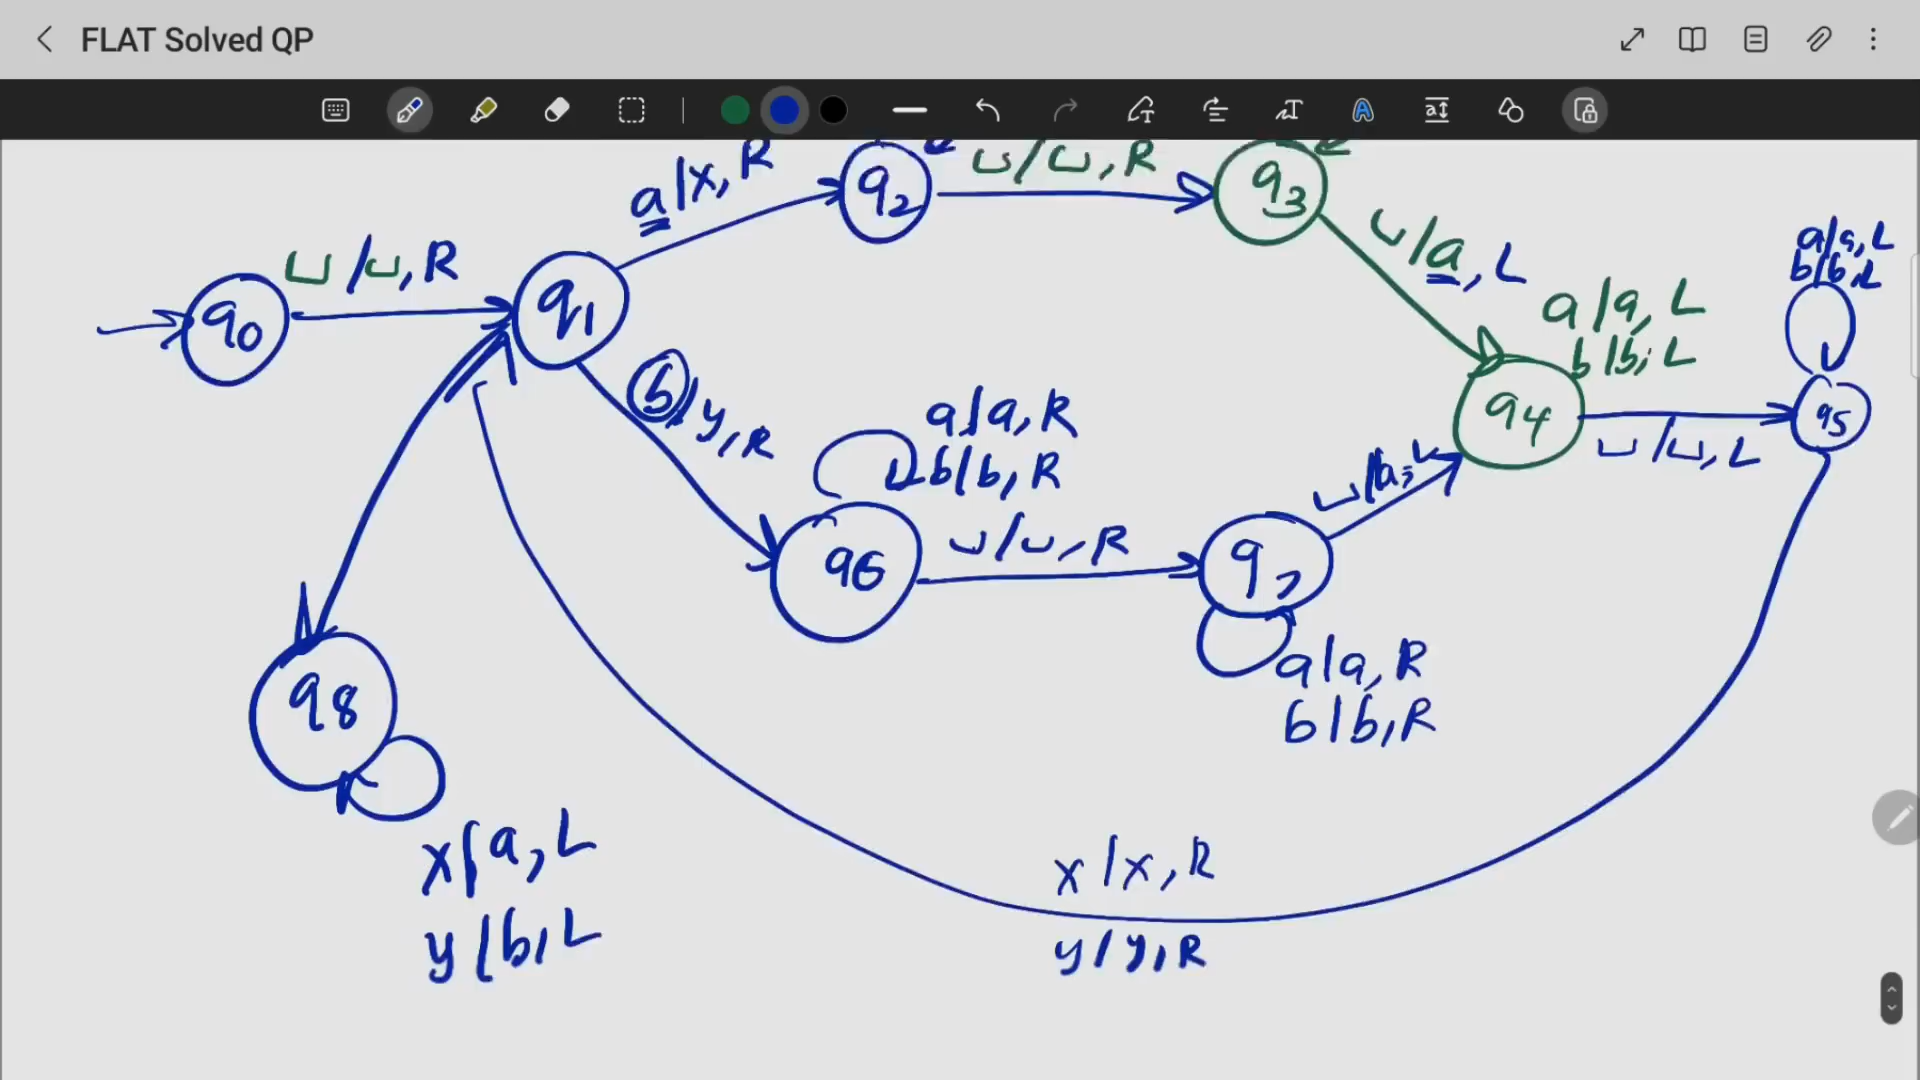 FLAT Solved QP
a/x, R
q2
⊔/⊔, R
q3
⊔/⊔, R
q0
q1
⊔/a, L
a/a, L
b/b, L
a/a, L
b/b, L
q4
⊔/⊔, L
q5
b/y, R
a/a, R
b/b, R
q6
⊔/⊔, R
q7
a/a, R
b/b, R
q8
x/a, L
y/b, L
x/x, R
y/y, R